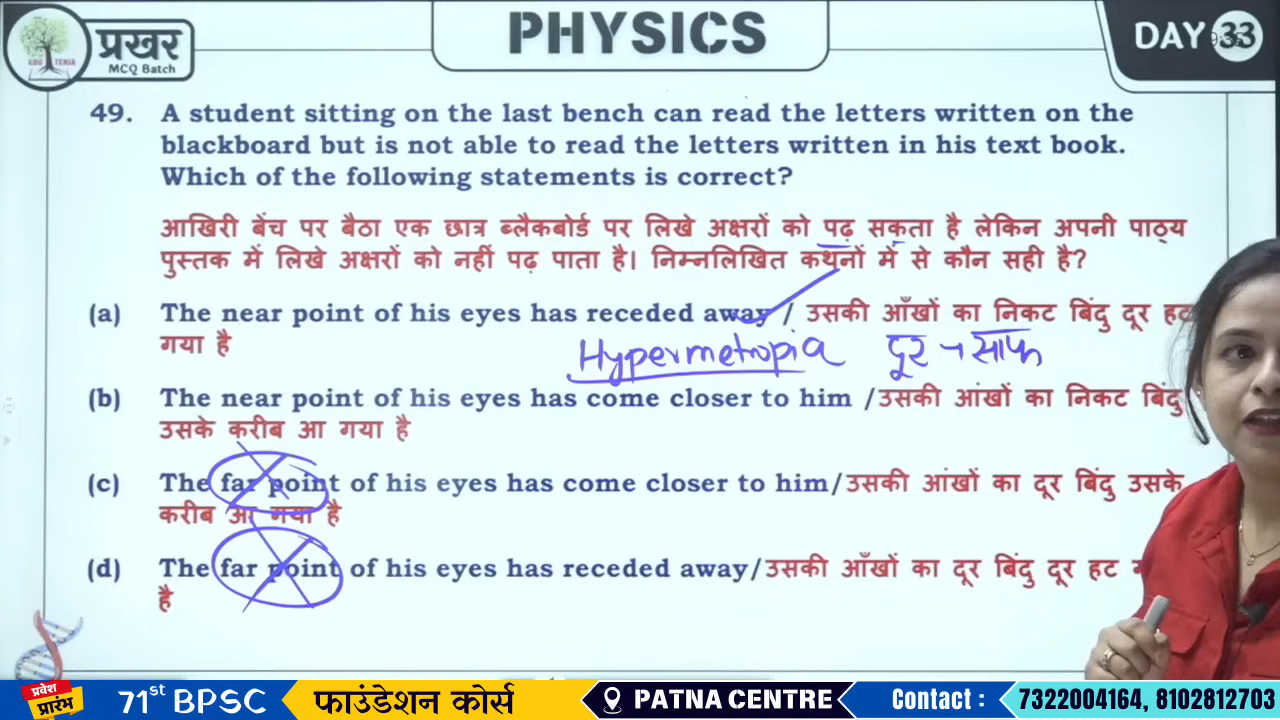 प्रखर
MCQ Batch
EDU TERIA
PHYSICS
DAY 33
49. A student sitting on the last bench can read the letters written on the
blackboard but is not able to read the letters written in his text book.
Which of the following statements is correct?
आखिरी बेंच पर बैठा एक छात्र ब्लैकबोर्ड पर लिखे अक्षरों को पढ़ सकता है लेकिन अपनी पाठ्य
पुस्तक में लिखे अक्षरों को नहीं पढ़ पाता है। निम्नलिखित कथनों में से कौन सही है?
(a) The near point of his eyes has receded away / उसकी आँखों का निकट बिंदु दूर हट
गया है
Hypermetropia दूर → साफ
(b) The near point of his eyes has come closer to him /उसकी आंखों का निकट बिंदु
उसके करीब आ गया है
(c) The far point of his eyes has come closer to him/उसकी आंखों का दूर बिंदु उसके
करीब आ गया है
(d) The far point of his eyes has receded away/उसकी आँखों का दूर बिंदु दूर हट
है
प्रवेश
प्रारंभ
71st BPSC फाउंडेशन कोर्स PATNA CENTRE Contact : 7322004164, 8102812703